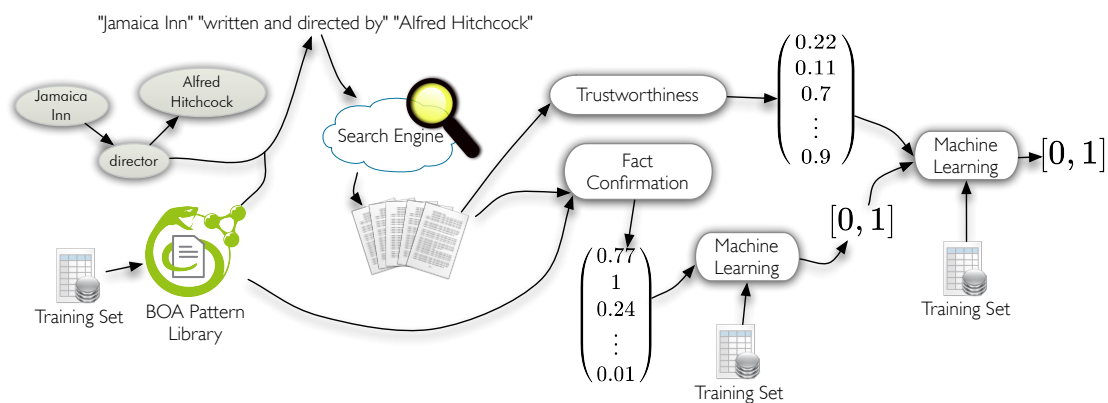 "Jamaica Inn" "written and directed by" "Alfred Hitchcock"
Jamaica
Inn
Alfred
Hitchcock
director
Search Engine
Trustworthiness
Fact
Confirmation
0.22
0.11
0.7
⋮
0.9
Machine
Learning
[0, 1]
[0, 1]
Machine
Learning
0.77
1
0.24
⋮
0.01
Training Set
BOA Pattern
Library
Training Set
Training Set